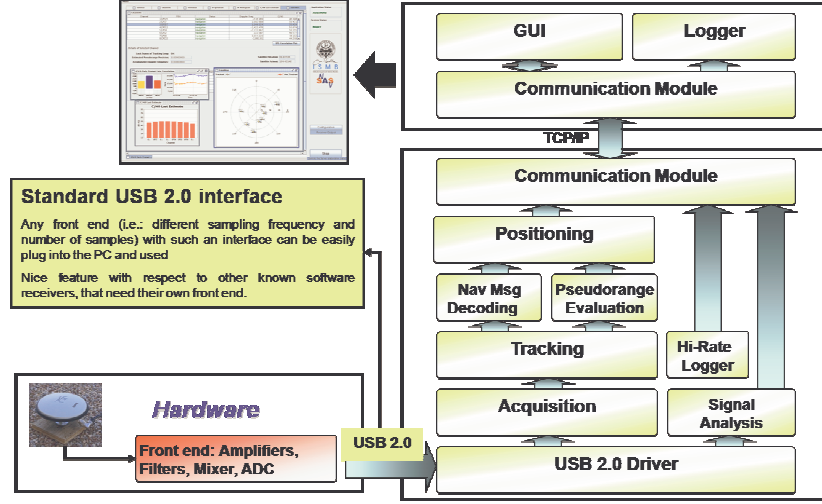 GUI
Logger
Communication Module
TCP/IP
Communication Module
Standard USB 2.0 interface
Any front end (i.e.: different sampling frequency and
number of samples) with such an interface can be easily
plug into the PC and used
Nice feature with respect to other known software
receivers, that need their own front end.
Positioning
Nav Msg
Decoding
Pseudorange
Evaluation
Tracking
Hi-Rate
Logger
Acquisition
Signal
Analysis
Hardware
Front end: Amplifiers,
Filters, Mixer, ADC
USB 2.0
USB 2.0 Driver